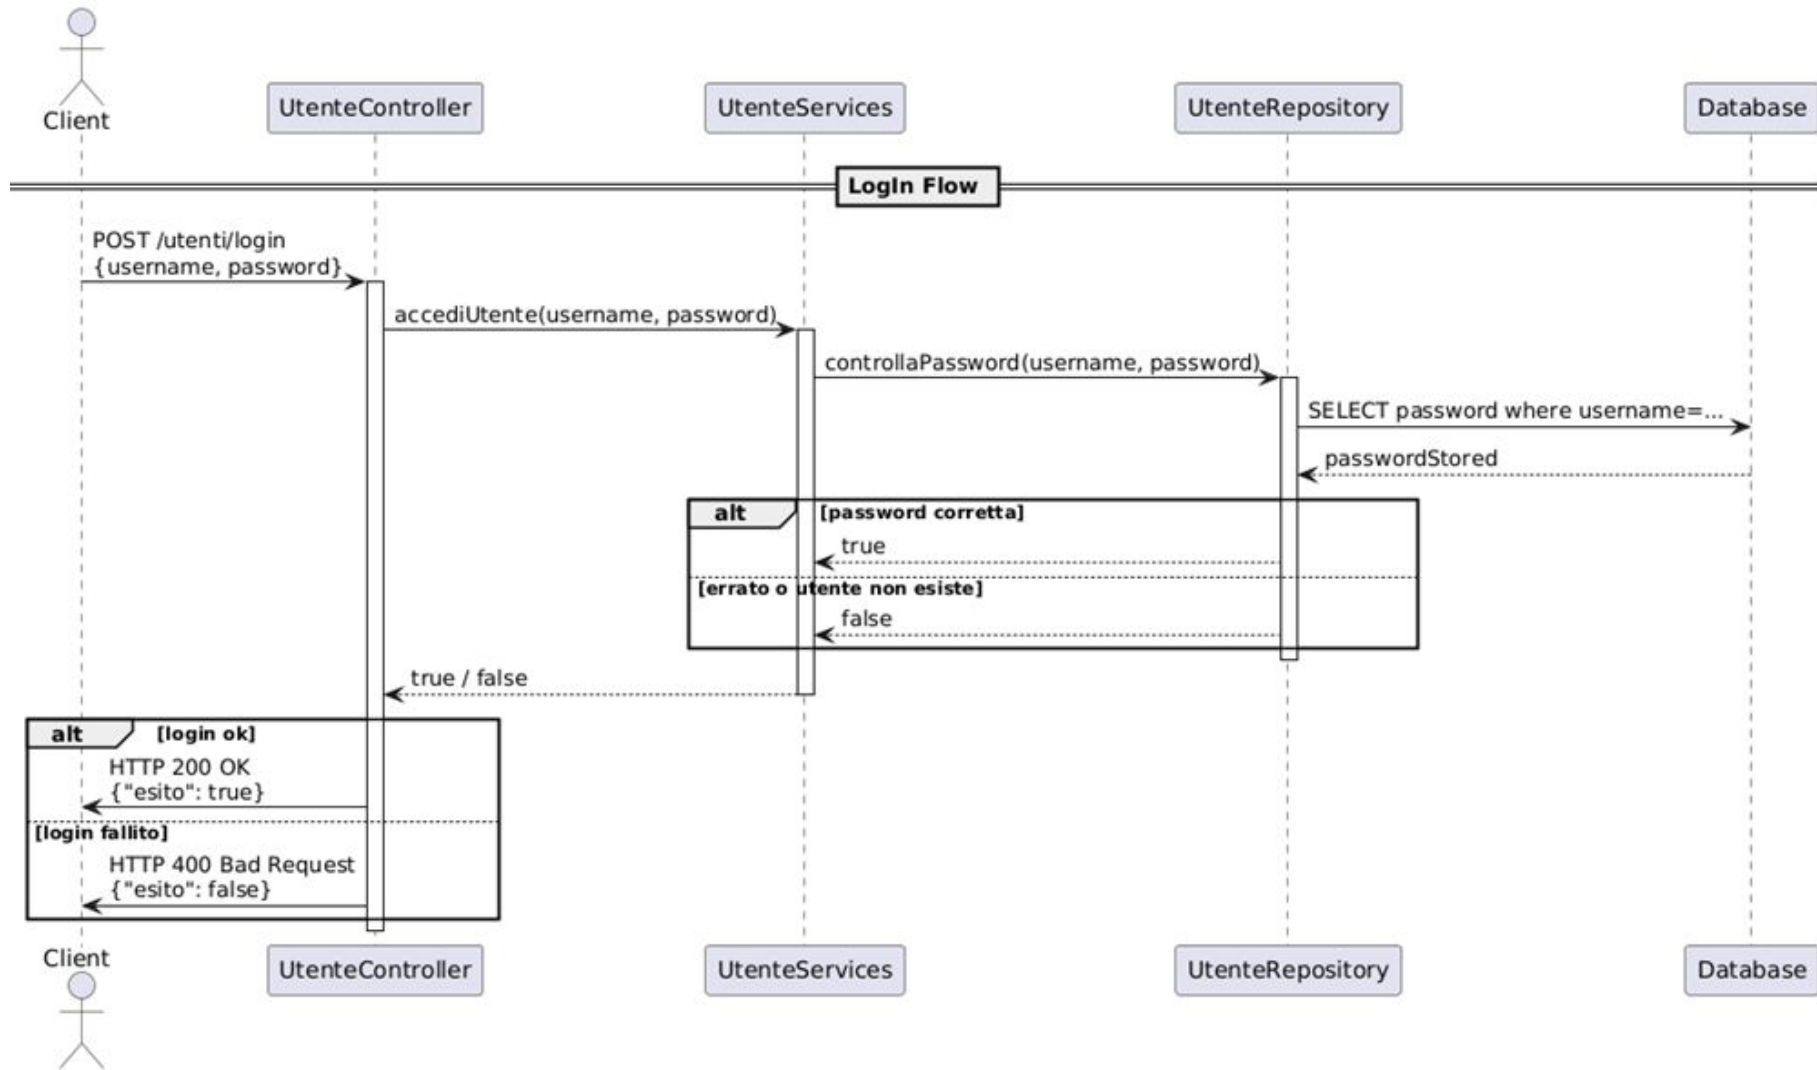 Client
UtenteController
UtenteServices
UtenteRepository
Database
LogIn Flow
POST /utenti/login
{username, password}
accediUtente(username, password)
controllaPassword(username, password)
SELECT password where username=...
passwordStored
alt
[password corretta]
true
[errato o utente non esiste]
false
true / false
alt
[login ok]
HTTP 200 OK
{"esito": true}
[login fallito]
HTTP 400 Bad Request
{"esito": false}
Client
UtenteController
UtenteServices
UtenteRepository
Database